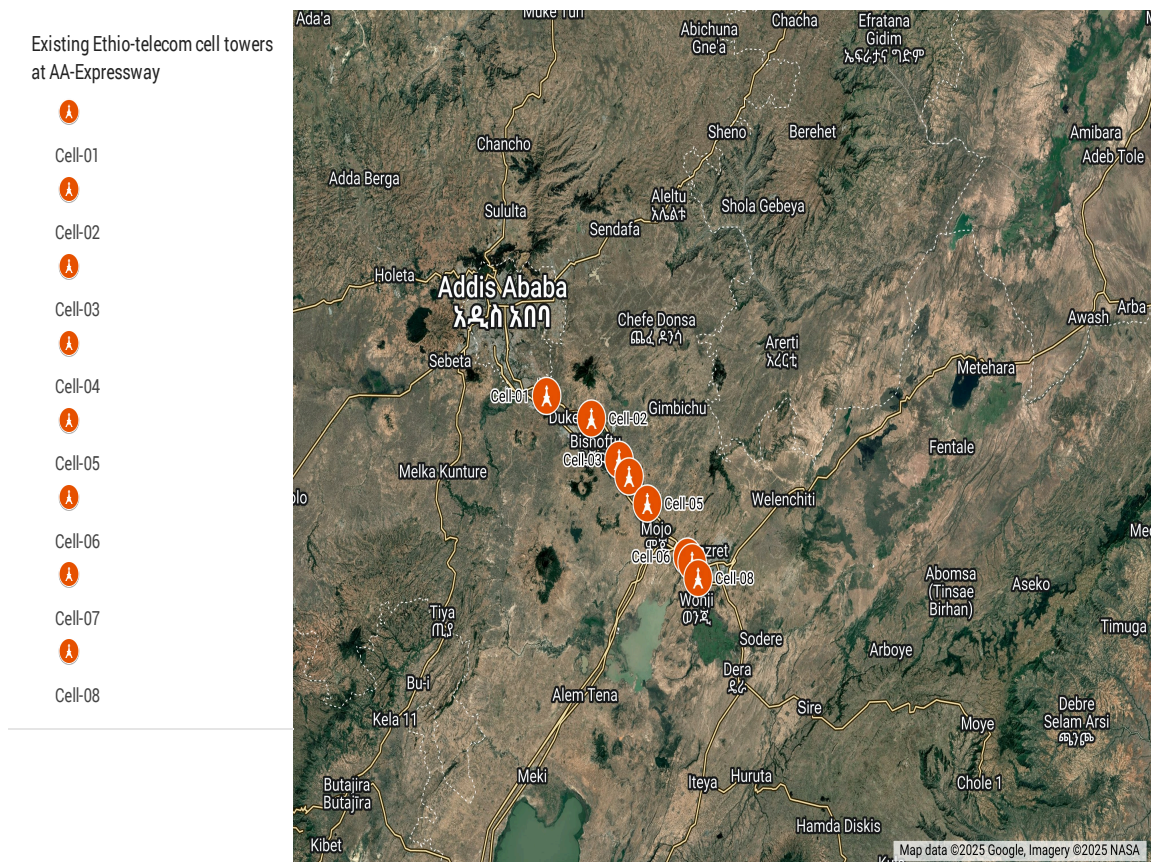 Existing Ethio-telecom cell towers
at AA-Expressway
Cell-01
Cell-02
Cell-03
Cell-04
Cell-05
Cell-06
Cell-07
Cell-08
Ada'a
Muke Turi
Abichuna
Gne'a
Chacha
Efratana
Gidim
ኤፍራታና ግድም
Chancho
Sheno
Berehet
Amibara
Adeb Tole
Adda Berga
Sululta
Aleltu
አሌልቱ
Shola Gebeya
Sendafa
Holeta
Addis Ababa
አዲስ አበባ
Chefe Donsa
ጨፈ ዶንሳ
Arerti
አረርቲ
Awash
Arba
Sebeta
Metehara
Cell-01
Duke
Cell-02
Gimbichu
Bishoftu
Cell-03
Fentale
Melka Kunture
Welenchiti
Cell-05
Mojo
ሞጆ
Cell-06
zret
Cell-08
Wonji
ወንጂ
Abomsa
(Tinsae
Birhan)
Aseko
Tiya
ጢያ
Timuga
Sodere
Arboye
Dera
ዴራ
Bu-i
Alem Tena
Sire
Kela 11
Moye
Debre
Selam Arsi
ጫንጮ
Meki
Iteya
Huruta
Chole 1
Butajira
Butajīra
Hamda Diskis
Kibet
Map data ©2025 Google, Imagery ©2025 NASA